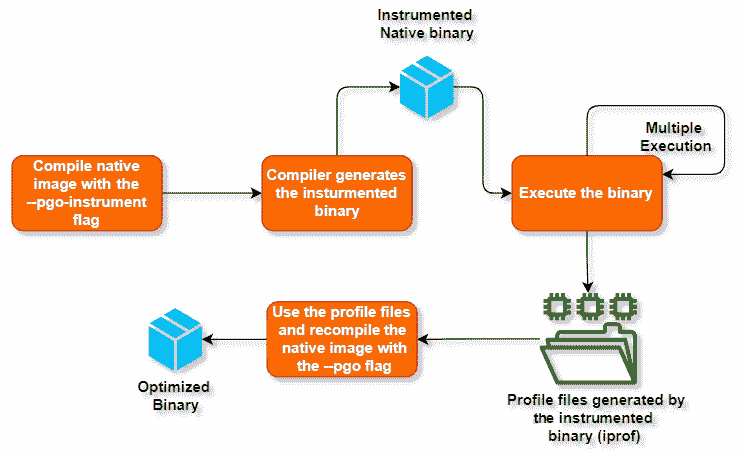 Instrumented
Native binary
Compile native
image with the
--pgo-instrument
flag
Compiler generates
the insturmented
binary
Execute the binary
Multiple
Execution
Profile files generated by
the instrumented
binary (iprof)
Use the profile files
and recompile the
native image with
the --pgo flag
Optimized
Binary